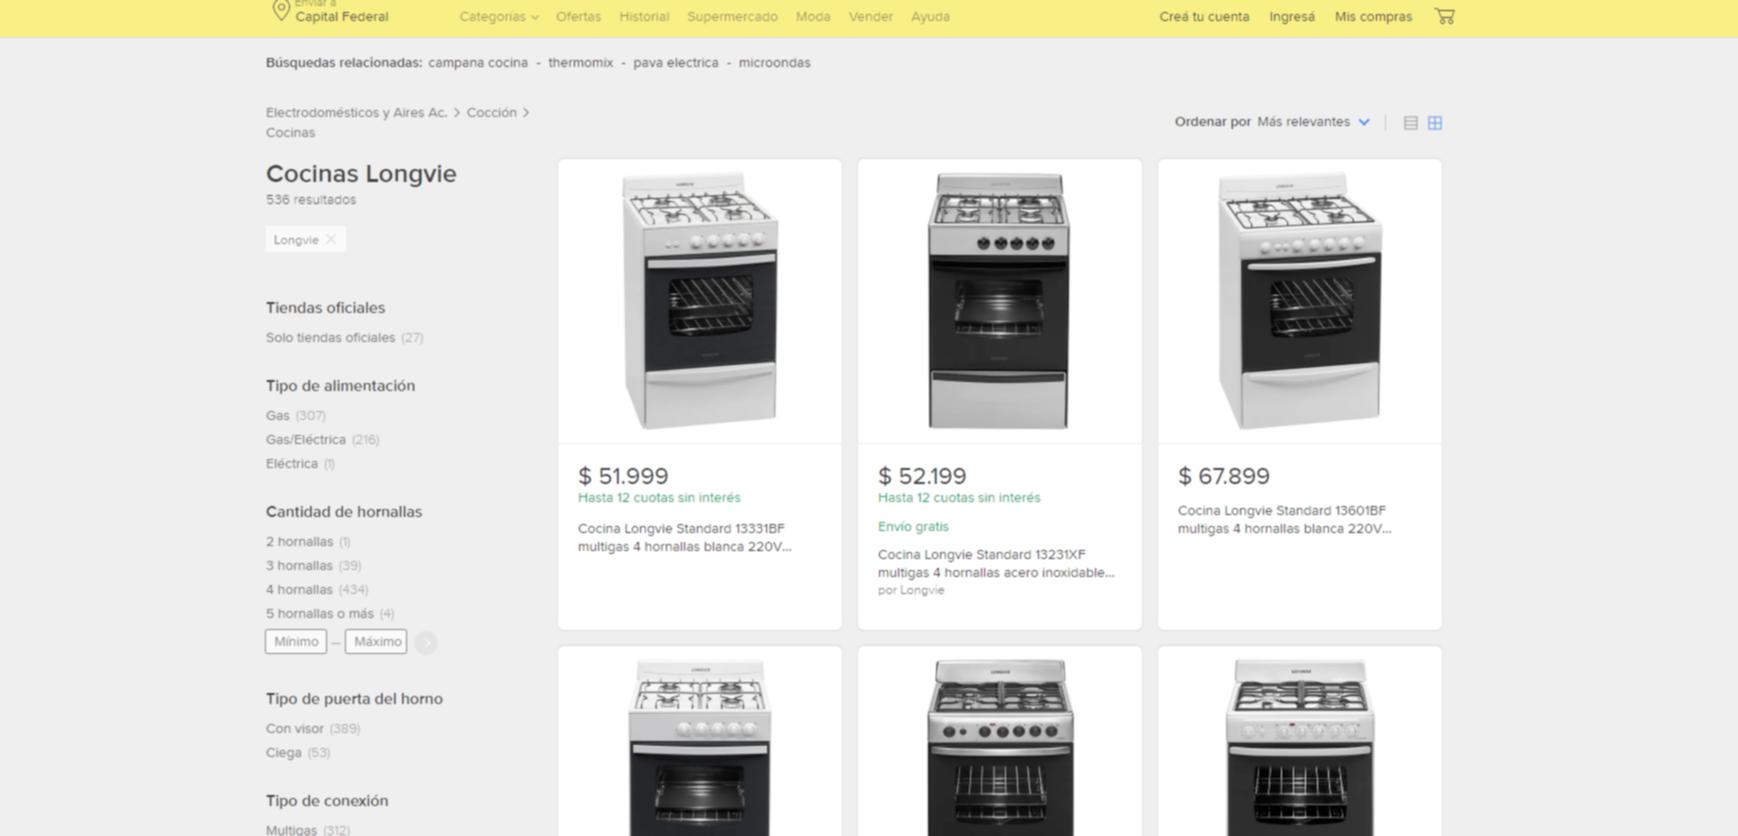 Enviar a
Capital Federal
Categorías
Ofertas
Historial
Supermercado
Moda
Vender
Ayuda
Creá tu cuenta
Ingresá
Mis compras
Búsquedas relacionadas: campana cocina - thermomix - pava electrica - microondas
Electrodomésticos y Aires Ac. > Cocción >
Cocinas
Ordenar por Más relevantes
Cocinas Longvie
536 resultados
Longvie
Tiendas oficiales
Solo tiendas oficiales (27)
Tipo de alimentación
Gas (307)
Gas/Eléctrica (216)
Eléctrica (1)
Cantidad de hornallas
2 hornallas (1)
3 hornallas (39)
4 hornallas (434)
5 hornallas o más (4)
Mínimo – Máximo
Tipo de puerta del horno
Con visor (389)
Ciega (53)
Tipo de conexión
Multigas (312)
$ 51.999
Hasta 12 cuotas sin interés
Cocina Longvie Standard 13331BF
multigas 4 hornallas blanca 220V...
$ 52.199
Hasta 12 cuotas sin interés
Envío gratis
Cocina Longvie Standard 13231XF
multigas 4 hornallas acero inoxidable...
por Longvie
$ 67.899
Cocina Longvie Standard 13601BF
multigas 4 hornallas blanca 220V...